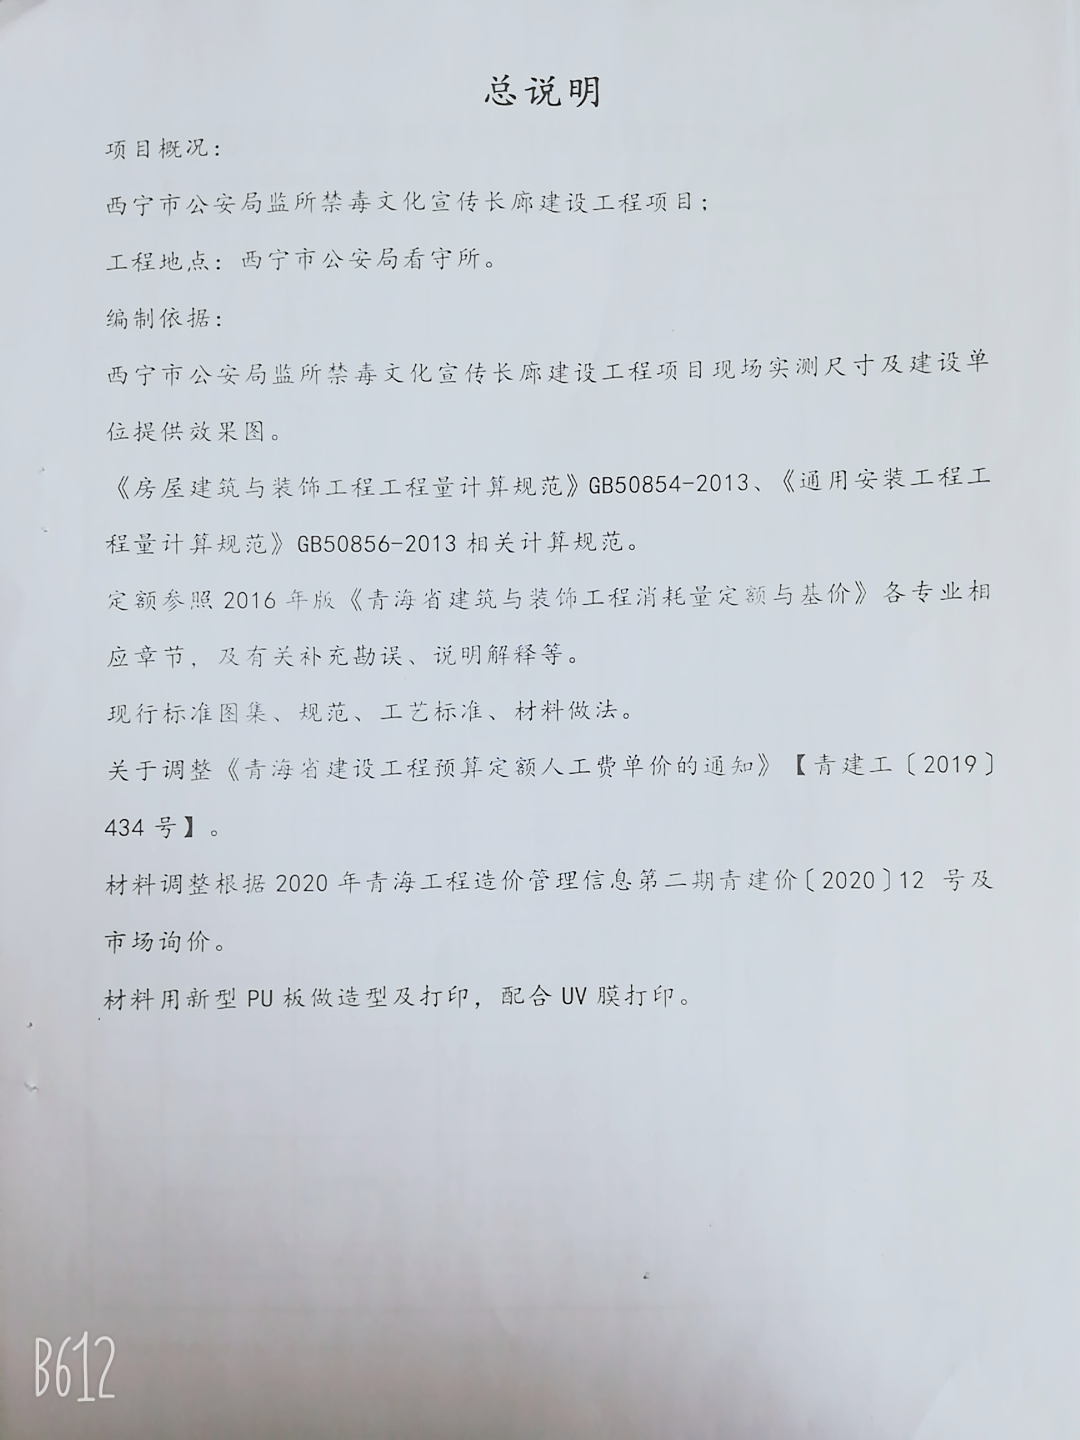 总说明
项目概况：
西宁市公安局监所禁毒文化宣传长廊建设工程项目；
工程地点：西宁市公安局看守所。
编制依据：
西宁市公安局监所禁毒文化宣传长廊建设工程项目现场实测尺寸及建设单
位提供效果图。
《房屋建筑与装饰工程工程量计算规范》GB50854-2013、《通用安装工程工
程量计算规范》GB50856-2013 相关计算规范。
定额参照 2016 年版《青海省建筑与装饰工程消耗量定额与基价》各专业相
应章节，及有关补充勘误、说明解释等。
现行标准图集、规范、工艺标准、材料做法。
关于调整《青海省建设工程预算定额人工费单价的通知》【青建工〔2019〕
434 号】。
材料调整根据 2020 年青海工程造价管理信息第二期青建价〔2020〕12 号及
市场询价。
材料用新型 PU 板做造型及打印，配合 UV 膜打印。
B612